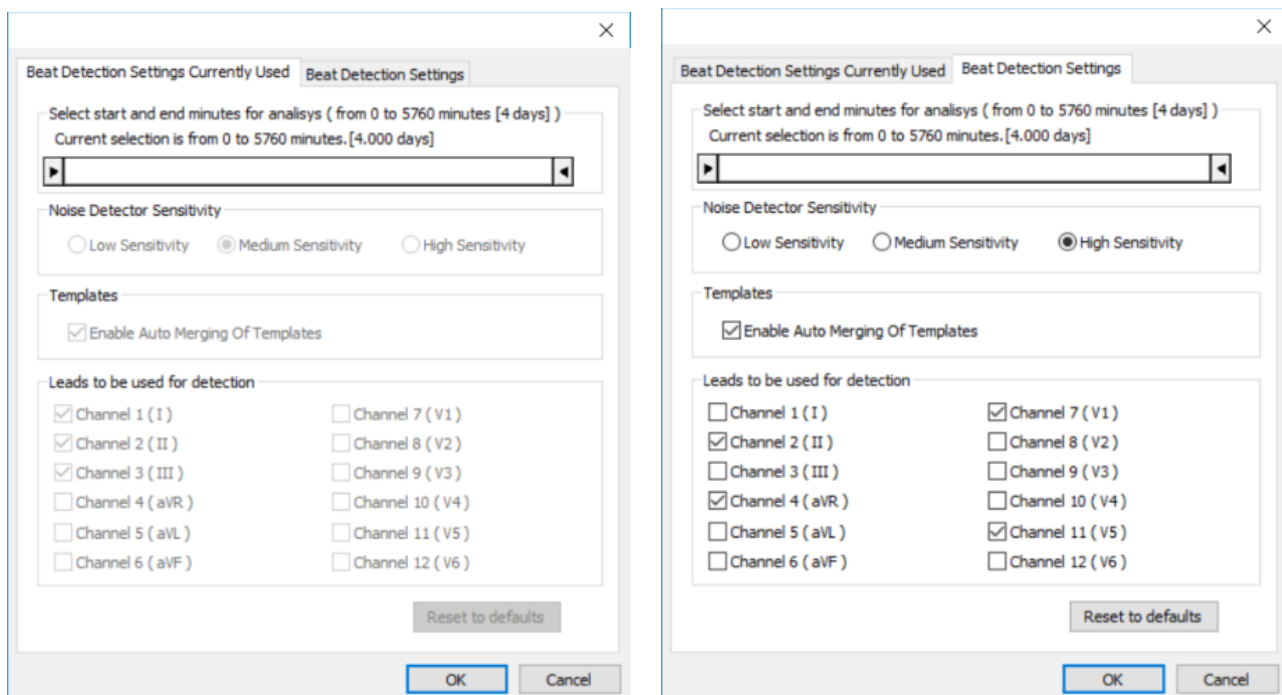 Beat Detection Settings Currently Used Beat Detection Settings
Select start and end minutes for analisys ( from 0 to 5760 minutes [4 days] )
Current selection is from 0 to 5760 minutes.[4.000 days]
Noise Detector Sensitivity
Low Sensitivity Medium Sensitivity High Sensitivity
Templates
Enable Auto Merging Of Templates
Leads to be used for detection
Channel 1 ( I ) Channel 7 ( V1 )
Channel 2 ( II ) Channel 8 ( V2 )
Channel 3 ( III ) Channel 9 ( V3 )
Channel 4 ( aVR ) Channel 10 ( V4 )
Channel 5 ( aVL ) Channel 11 ( V5 )
Channel 6 ( aVF ) Channel 12 ( V6 )
Reset to defaults
OK Cancel
Beat Detection Settings Currently Used Beat Detection Settings
Select start and end minutes for analisys ( from 0 to 5760 minutes [4 days] )
Current selection is from 0 to 5760 minutes.[4.000 days]
Noise Detector Sensitivity
Low Sensitivity Medium Sensitivity High Sensitivity
Templates
Enable Auto Merging Of Templates
Leads to be used for detection
Channel 1 ( I ) Channel 7 ( V1 )
Channel 2 ( II ) Channel 8 ( V2 )
Channel 3 ( III ) Channel 9 ( V3 )
Channel 4 ( aVR ) Channel 10 ( V4 )
Channel 5 ( aVL ) Channel 11 ( V5 )
Channel 6 ( aVF ) Channel 12 ( V6 )
Reset to defaults
OK Cancel